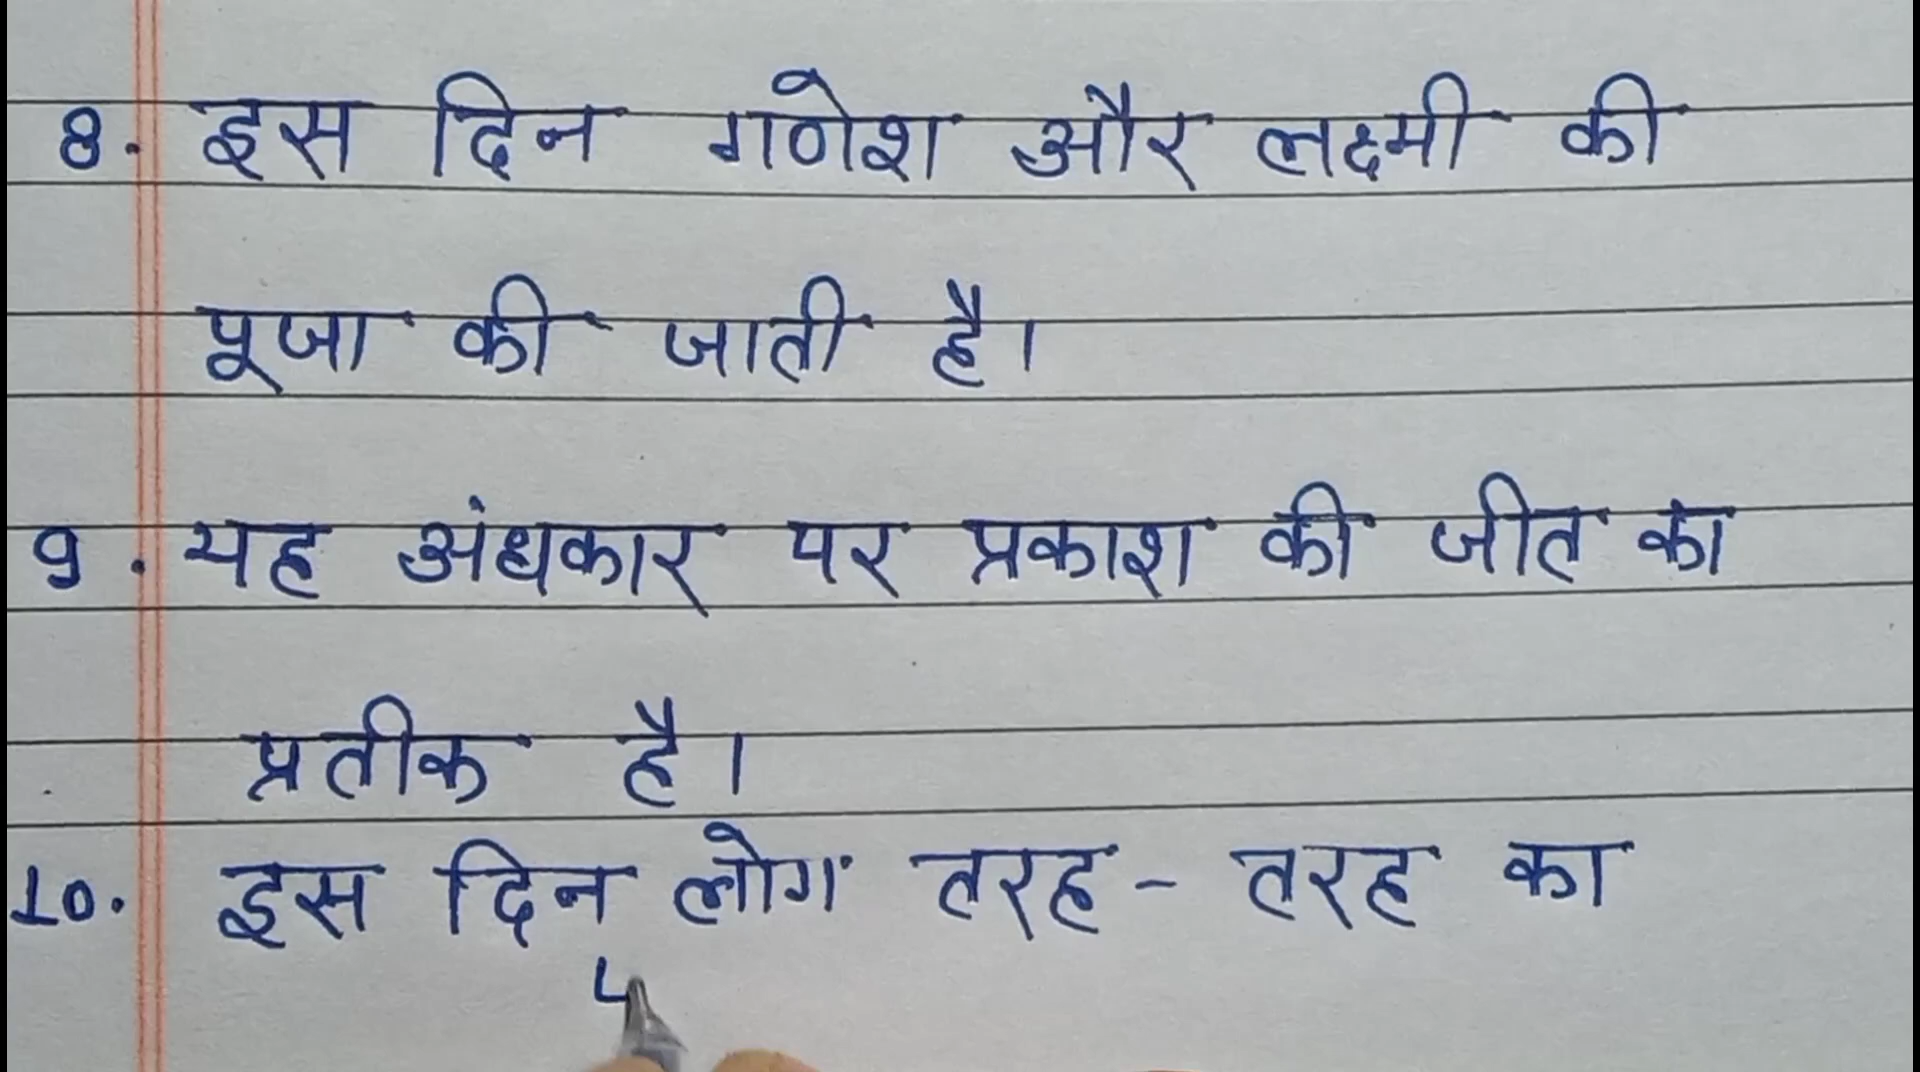 8. इस दिन गणेश और लक्ष्मी की
पूजा की जाती है।
9. यह अंधकार पर प्रकाश की जीत का
प्रतीक है।
10. इस दिन लोग तरह - तरह का